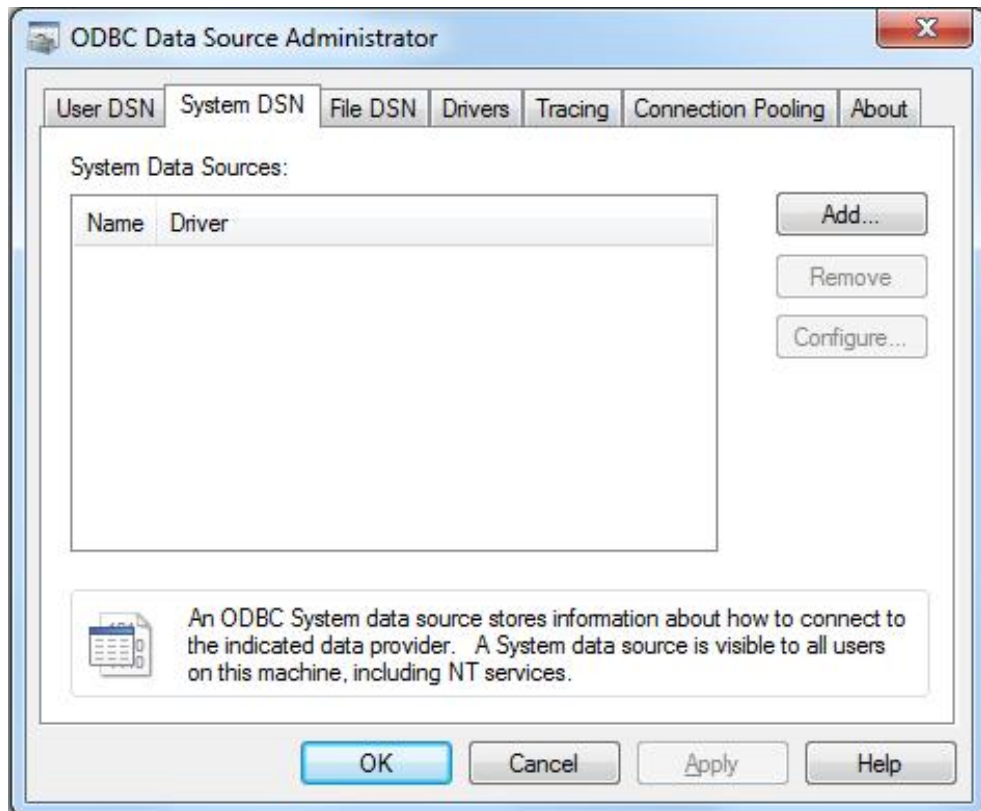 ODBC Data Source Administrator
User DSN System DSN File DSN Drivers Tracing Connection Pooling About
System Data Sources:
Name Driver
Add...
Remove
Configure...
An ODBC System data source stores information about how to connect to
the indicated data provider. A System data source is visible to all users
on this machine, including NT services.
OK Cancel Apply Help